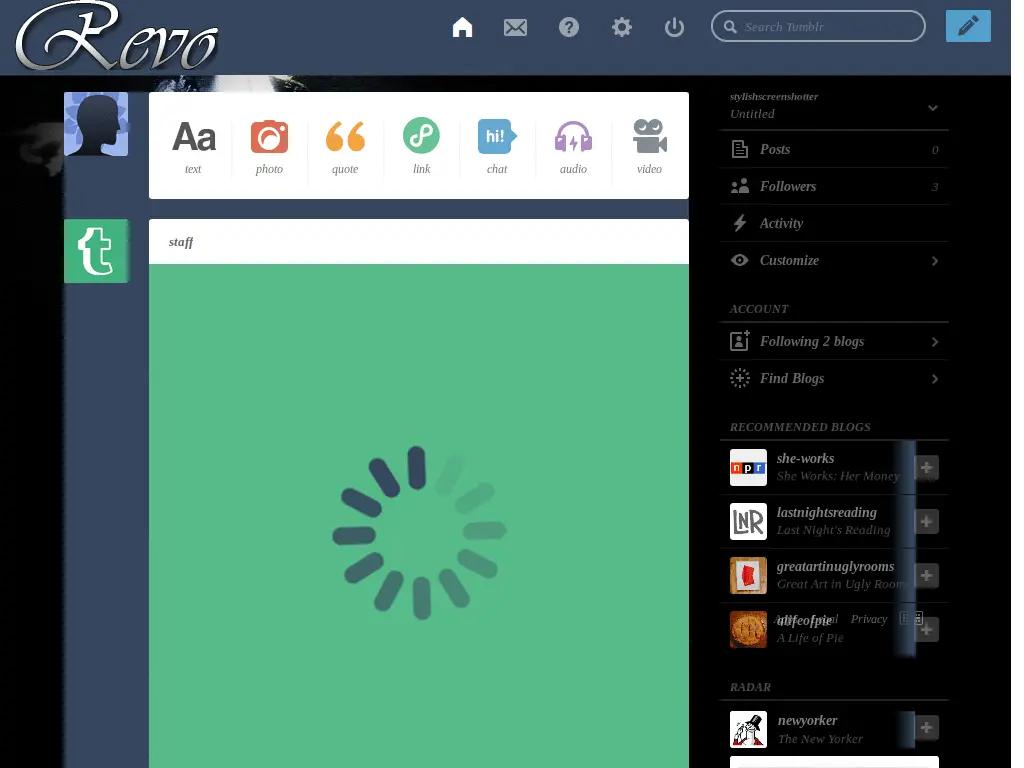 Revo
Search Tumblr
stylishscreenshotter
Untitled
Aa
hi!
text
photo
quote
link
chat
audio
video
Posts 0
Followers 3
Activity
Customize
staff
ACCOUNT
Following 2 blogs
Find Blogs
RECOMMENDED BLOGS
npr
she-works
She Works: Her Money
LNR
lastnightsreading
Last Night's Reading
greatartinuglyrooms
Great Art in Ugly Room
alifeofpie
Privacy
A Life of Pie
RADAR
newyorker
The New Yorker